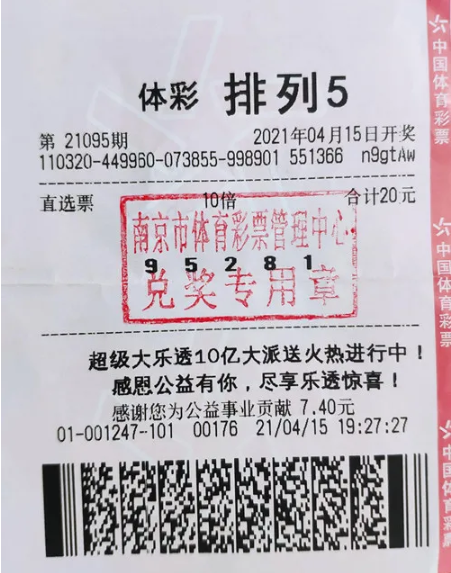 体彩 排列5
第 21095期 2021年04月15日开奖
110320-449960-073855-998901 551366 n9gtAw
直选票 10倍 合计20元
南京市体育彩票管理中心
9 5 2 8 1
兑奖专用章
超级大乐透10亿大派送火热进行中！
感恩公益有你，尽享乐透惊喜！
感谢您为公益事业贡献 7.40元
01-001247-101 00176 21/04/15 19:27:27
中国体育彩票
中国体育彩票
中国体育彩票